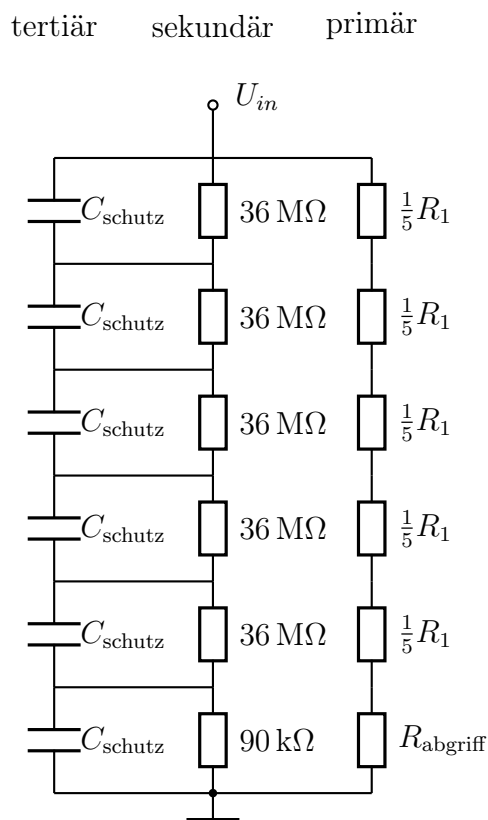 tertiär sekundär primär
U_in
C_schutz 36 MΩ 1/5 R_1
C_schutz 36 MΩ 1/5 R_1
C_schutz 36 MΩ 1/5 R_1
C_schutz 36 MΩ 1/5 R_1
C_schutz 36 MΩ 1/5 R_1
C_schutz 90 kΩ R_abgriff